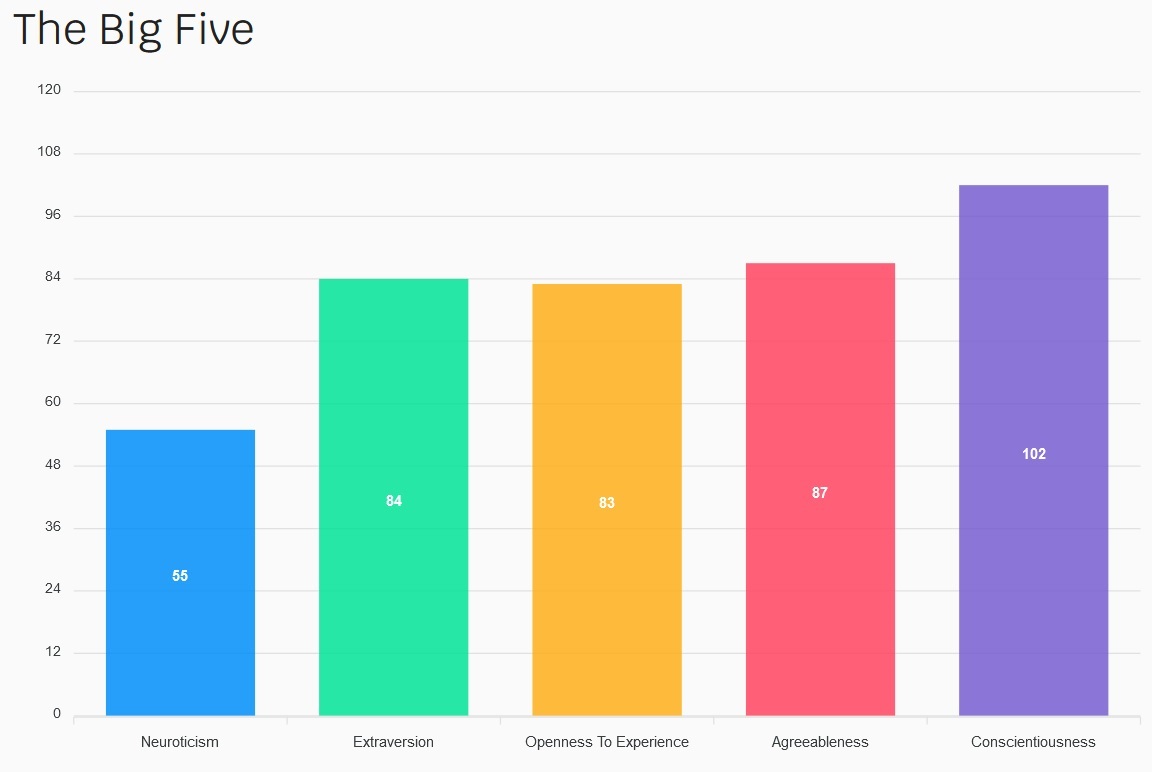 The Big Five
120
108
96
84
72
60
48
36
24
12
0
55
84
83
87
102
Neuroticism
Extraversion
Openness To Experience
Agreeableness
Conscientiousness